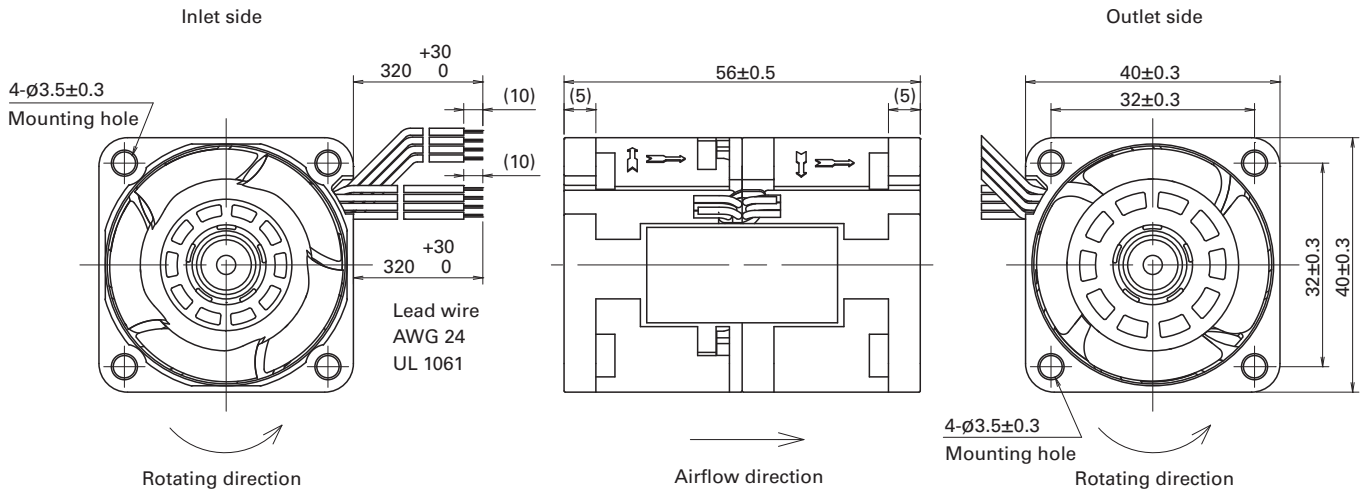 Inlet side
Outlet side
4-ø3.5±0.3
Mounting hole
+30
320 0
(10)
(10)
+30
320 0
Lead wire
AWG 24
UL 1061
Rotating direction
56±0.5
(5)
(5)
Airflow direction
40±0.3
32±0.3
32±0.3
40±0.3
4-ø3.5±0.3
Mounting hole
Rotating direction